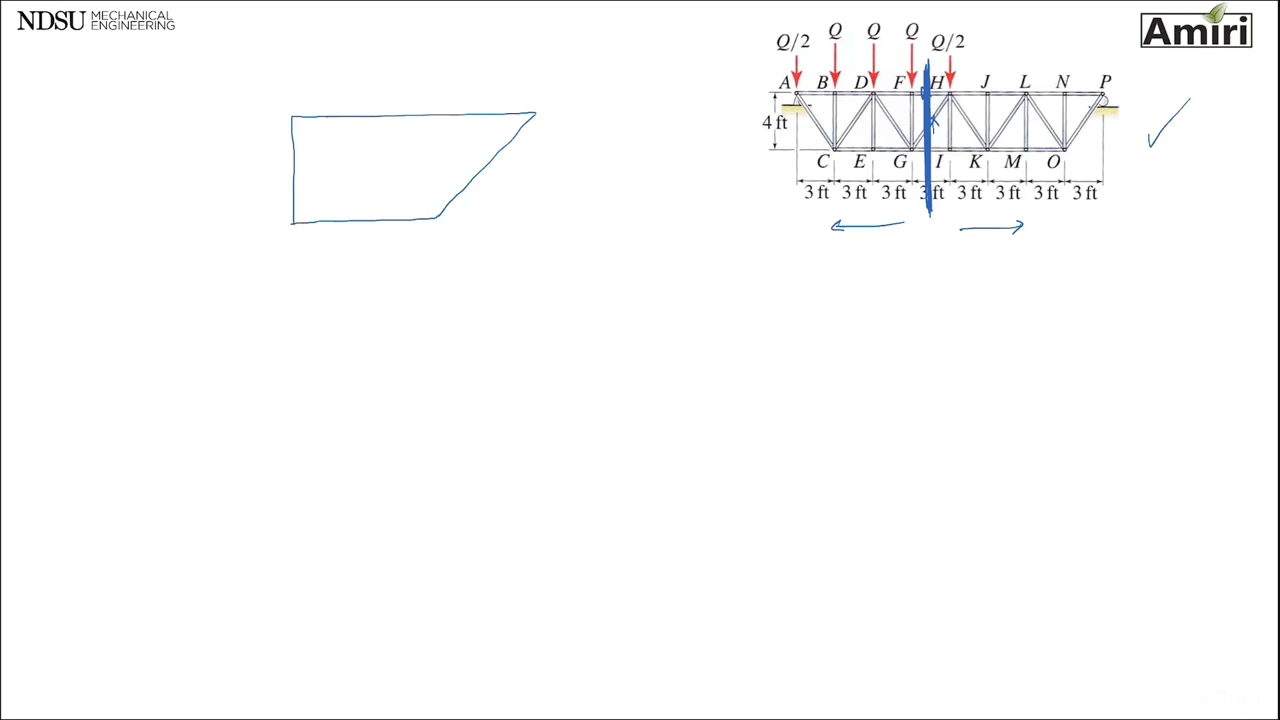 NDSU MECHANICAL ENGINEERING
Amiri
Q/2 Q Q Q Q/2
A B D F H J L N P
4 ft
C E G I K M O
3 ft 3 ft 3 ft 3 ft 3 ft 3 ft 3 ft 3 ft